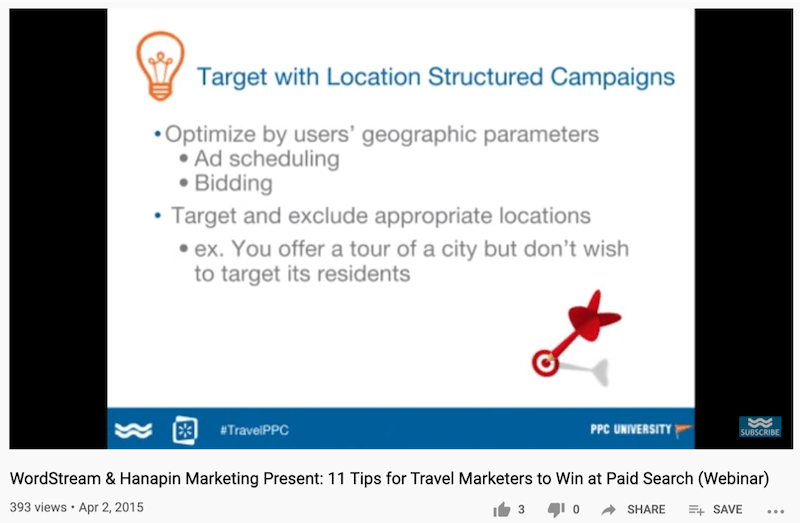 Target with Location Structured Campaigns
•Optimize by users’ geographic parameters
• Ad scheduling
• Bidding
• Target and exclude appropriate locations
• ex. You offer a tour of a city but don’t wish
to target its residents
#TravelPPC
PPC UNIVERSITY
SUBSCRIBE
WordStream & Hanapin Marketing Present: 11 Tips for Travel Marketers to Win at Paid Search (Webinar)
393 views • Apr 2, 2015
3
0
SHARE
SAVE